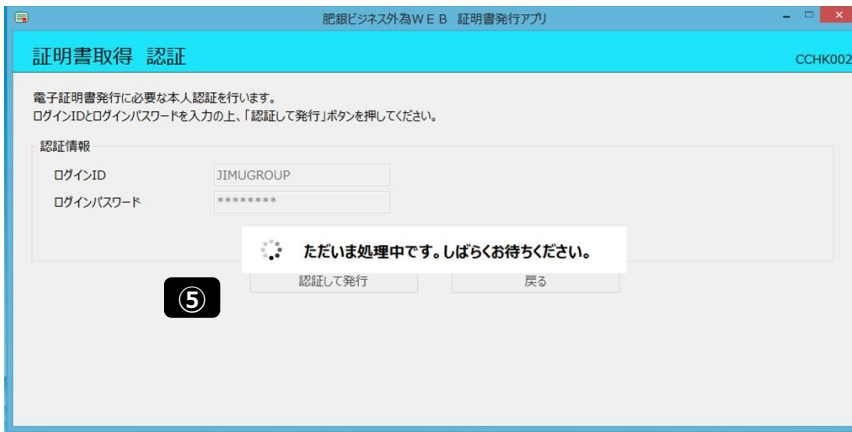 肥銀ビジネス外為WEB 証明書発行アプリ
証明書取得 認証
CCHK002
電子証明書発行に必要な本人認証を行います。
ログインIDとログインパスワードを入力の上、「認証して発行」ボタンを押してください。
認証情報
ログインID JIMUGROUP
ログインパスワード ********
ただいま処理中です。しばらくお待ちください。
⑤ 認証して発行 戻る